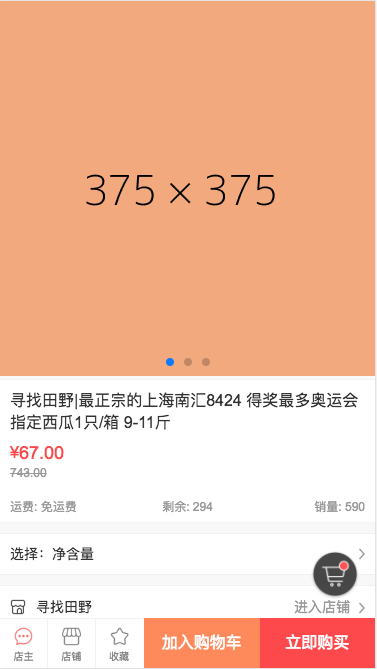 375 × 375
寻找田野|最正宗的上海南汇8424 得奖最多奥运会
指定西瓜1只/箱 9-11斤
¥67.00
743.00
运费: 免运费 剩余: 294 销量: 590
选择: 净含量
寻找田野 进入店铺
店主 店铺 收藏 加入购物车 立即购买